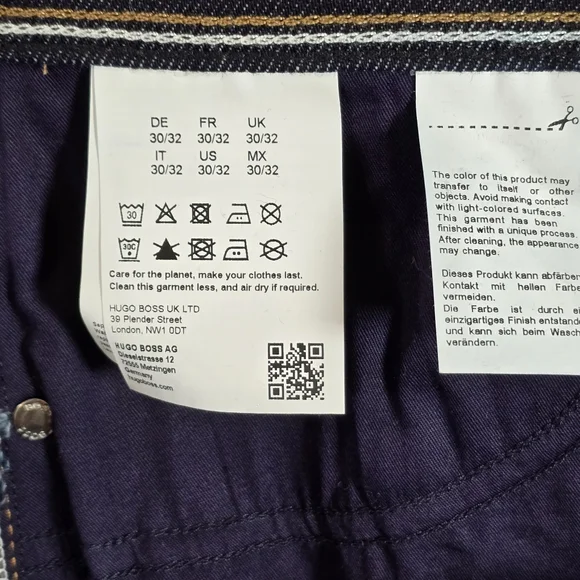 DE FR UK
30/32 30/32 30/32
IT US MX
30/32 30/32 30/32
30
30C
Care for the planet, make your clothes last.
Clean this garment less, and air dry if required.
HUGO BOSS UK LTD
39 Plender Street
London, NW1 0DT
HUGO BOSS AG
Dieselstrasse 12
72555 Metzingen
Germany
hugoboss.com
The color of this product may
transfer to itself or other
objects. Avoid making contact
with light-colored surfaces.
This garment has been
finished with a unique process.
After cleaning, the appearance
may change.
Dieses Produkt kann abfärben
Kontakt mit hellen Farbe
vermeiden.
Die Farbe ist durch ei
einzigartiges Finish entstande
und kann sich beim Wasch
verändern.